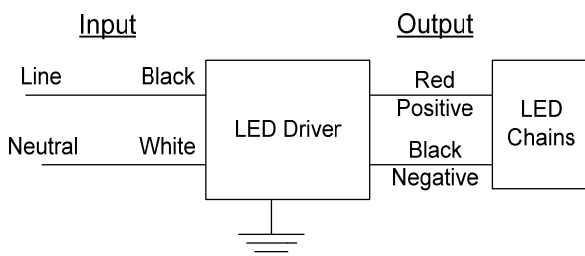 Input
Output
Line
Black
Neutral
White
LED Driver
Red
Positive
Black
Negative
LED
Chains